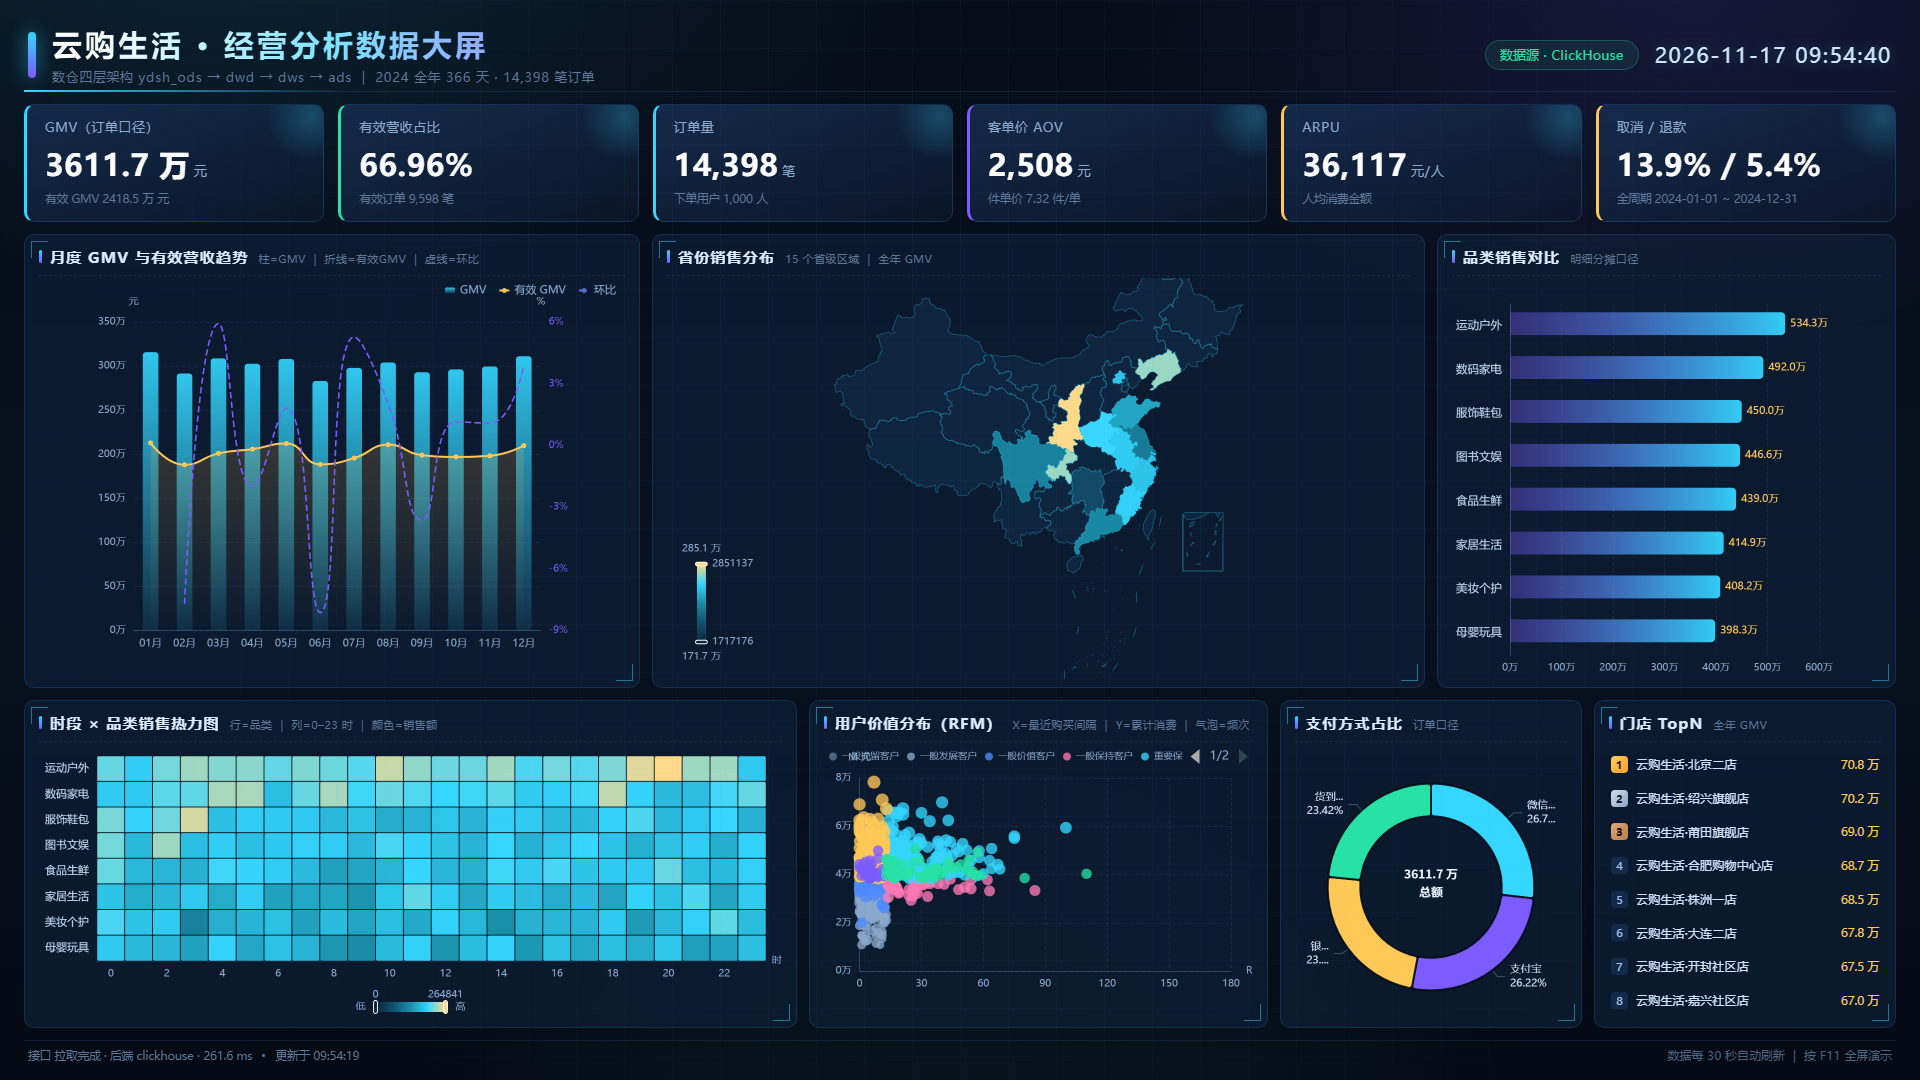 云购生活 · 经营分析数据大屏
数仓四层架构 ydsh_ods → dwd → dws → ads | 2024 全年 366 天 · 14,398 笔订单
数据源 · ClickHouse
2026-11-17 09:54:40
GMV（订单口径）
3611.7 万 元
有效 GMV 2418.5 万 元
有效营收占比
66.96%
有效订单 9,598 笔
订单量
14,398 笔
下单用户 1,000 人
客单价 AOV
2,508 元
件单价 7.32 件/单
ARPU
36,117 元/人
人均消费金额
取消 / 退款
13.9% / 5.4%
全周期 2024-01-01 ~ 2024-12-31
月度 GMV 与有效营收趋势 柱=GMV | 折线=有效GMV | 虚线=环比
GMV 有效 GMV 环比
元
%
350万
300万
250万
200万
150万
100万
50万
0万
6%
3%
0%
-3%
-6%
-9%
01月 02月 03月 04月 05月 06月 07月 08月 09月 10月 11月 12月
省份销售分布 15 个省级区域 | 全年 GMV
285.1 万
2851137
1717176
171.7 万
品类销售对比 明细分摊口径
运动户外 534.3万
数码家电 492.0万
服饰鞋包 450.0万
图书文娱 446.6万
食品生鲜 439.0万
家居生活 414.9万
美妆个护 408.2万
母婴玩具 398.3万
0万 100万 200万 300万 400万 500万 600万
时段 × 品类销售热力图 行=品类 | 列=0–23 时 | 颜色=销售额
运动户外
数码家电
服饰鞋包
图书文娱
食品生鲜
家居生活
美妆个护
母婴玩具
0 2 4 6 8 10 12 14 16 18 20 22
时
0 264841
低 高
用户价值分布（RFM） X=最近购买间隔 | Y=累计消费 | 气泡=频次
一般挽留客户 一般发展客户 一般价值客户 一般保持客户 重要保 1/2
8万
6万
4万
2万
0万
0 30 60 90 120 150 180
R
支付方式占比 订单口径
货到...
23.42%
微信...
26.7...
3611.7 万
总额
银...
23....
支付宝
26.22%
门店 TopN 全年 GMV
1 云购生活·北京二店 70.8 万
2 云购生活·绍兴旗舰店 70.2 万
3 云购生活·莆田旗舰店 69.0 万
4 云购生活·合肥购物中心店 68.7 万
5 云购生活·株洲一店 68.5 万
6 云购生活·大连二店 67.8 万
7 云购生活·开封社区店 67.5 万
8 云购生活·嘉兴社区店 67.0 万
接口 拉取完成 · 后端 clickhouse · 261.6 ms • 更新于 09:54:19
数据每 30 秒自动刷新 | 按 F11 全屏演示